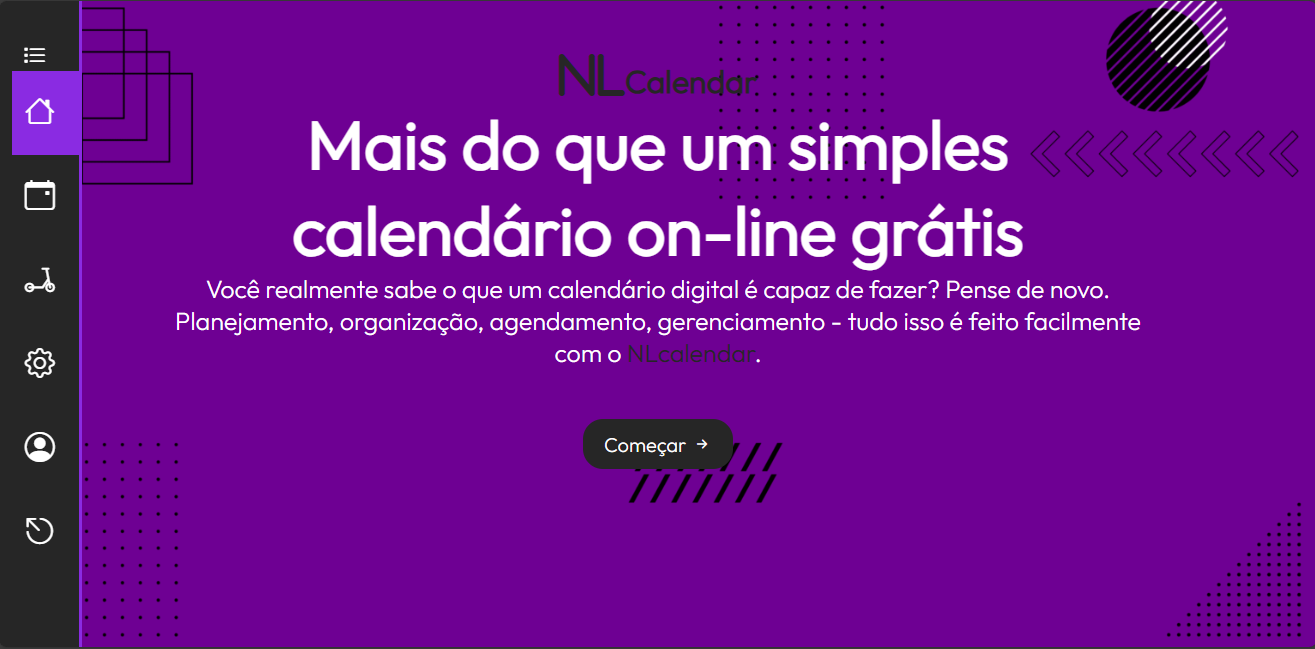 NLCalendar
Mais do que um simples
calendário on-line grátis
Você realmente sabe o que um calendário digital é capaz de fazer? Pense de novo.
Planejamento, organização, agendamento, gerenciamento - tudo isso é feito facilmente
com o NLcalendar.
Começar →